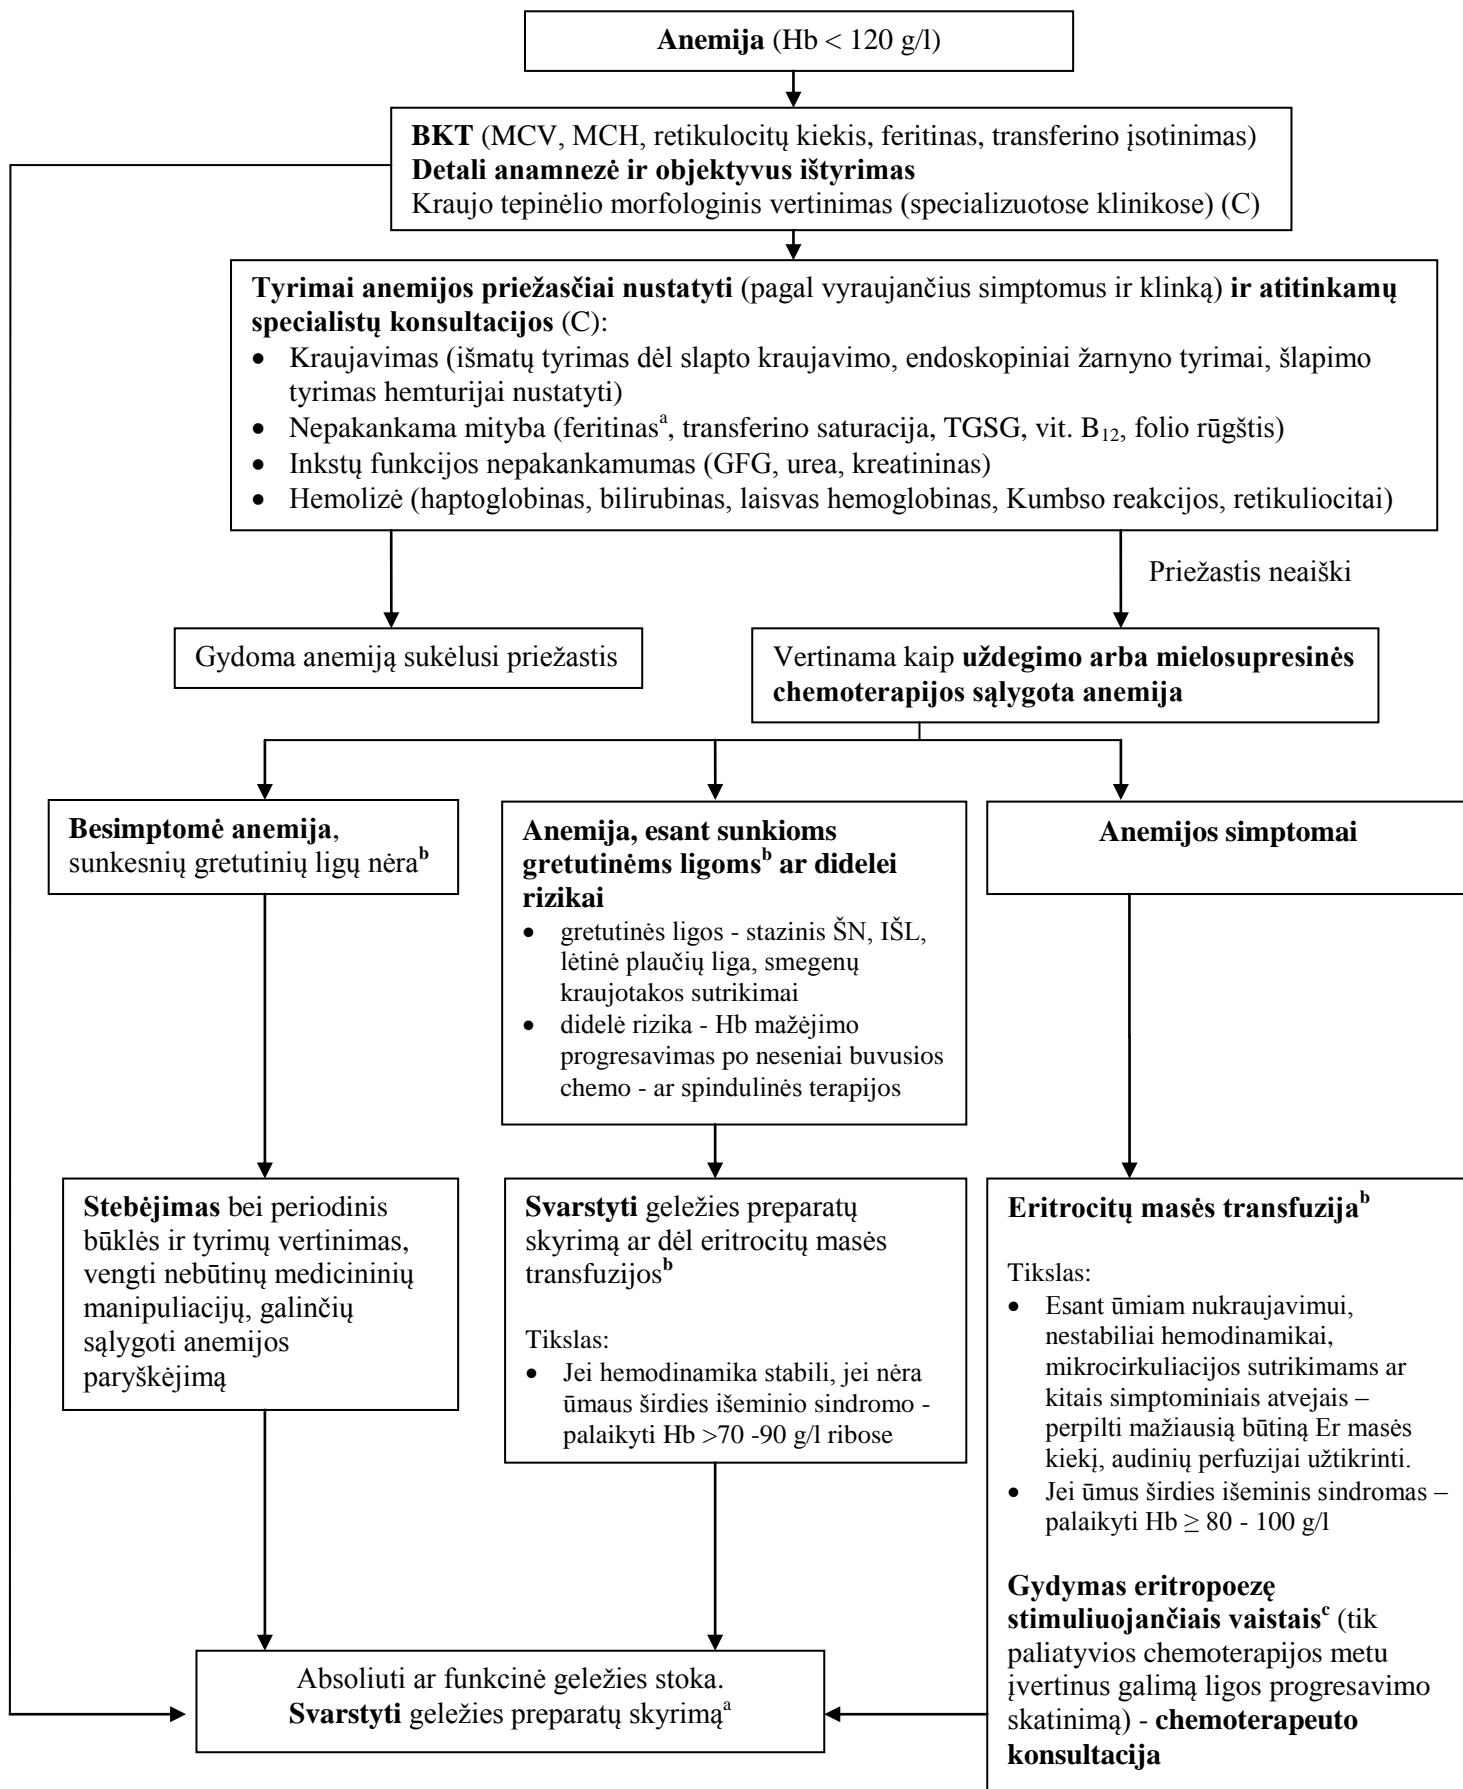 Anemija (Hb < 120 g/l)
BKT (MCV, MCH, retikulocitų kiekis, feritinas, transferino įsotinimas)
Detali anamnezė ir objektyvus ištyrimas
Kraujo tepinėlio morfologinis vertinimas (specializuotose klinikose) (C)
Tyrimai anemijos priežasčiai nustatyti (pagal vyraujančius simptomus ir klinką) ir atitinkamų
specialistų konsultacijos (C):
• Kraujavimas (išmatų tyrimas dėl slapto kraujavimo, endoskopiniai žarnyno tyrimai, šlapimo
tyrimas hemturijai nustatyti)
• Nepakankama mityba (feritinasᵃ, transferino saturacija, TGSG, vit. B₁₂, folio rūgštis)
• Inkstų funkcijos nepakankamumas (GFG, urea, kreatininas)
• Hemolizė (haptoglobinas, bilirubinas, laisvas hemoglobinas, Kumbso reakcijos, retikuliocitai)
Priežastis neaiški
Gydoma anemiją sukėlusi priežastis
Vertinama kaip uždegimo arba mielosupresinės
chemoterapijos sąlygota anemija
Besimptomė anemija,
sunkesnių gretutinių ligų nėraᵇ
Anemija, esant sunkioms
gretutinėms ligomsᵇ ar didelei
rizikai
• gretutinės ligos - stazinis ŠN, IŠL,
lėtinė plaučių liga, smegenų
kraujotakos sutrikimai
• didelė rizika - Hb mažėjimo
progresavimas po neseniai buvusios
chemo - ar spindulinės terapijos
Anemijos simptomai
Stebėjimas bei periodinis
būklės ir tyrimų vertinimas,
vengti nebūtinų medicininių
manipuliacijų, galinčių
sąlygoti anemijos
paryškėjimą
Svarstyti geležies preparatų
skyrimą ar dėl eritrocitų masės
transfuzijosᵇ
Tikslas:
• Jei hemodinamika stabili, jei nėra
ūmaus širdies išeminio sindromo -
palaikyti Hb >70 -90 g/l ribose
Eritrocitų masės transfuzijaᵇ
Tikslas:
• Esant ūmiam nukraujavimui,
nestabiliai hemodinamikai,
mikrocirkuliacijos sutrikimams ar
kitais simptominiais atvejais –
perpilti mažiausią būtiną Er masės
kiekį, audinių perfuzijai užtikrinti.
• Jei ūmus širdies išeminis sindromas –
palaikyti Hb ≥ 80 - 100 g/l
Gydymas eritropoezę
stimuliuojančiais vaistaisᶜ (tik
paliatyvios chemoterapijos metu
įvertinus galimą ligos progresavimo
skatinimą) - chemoterapeuto
konsultacija
Absoliuti ar funkcinė geležies stoka.
Svarstyti geležies preparatų skyrimąᵃ